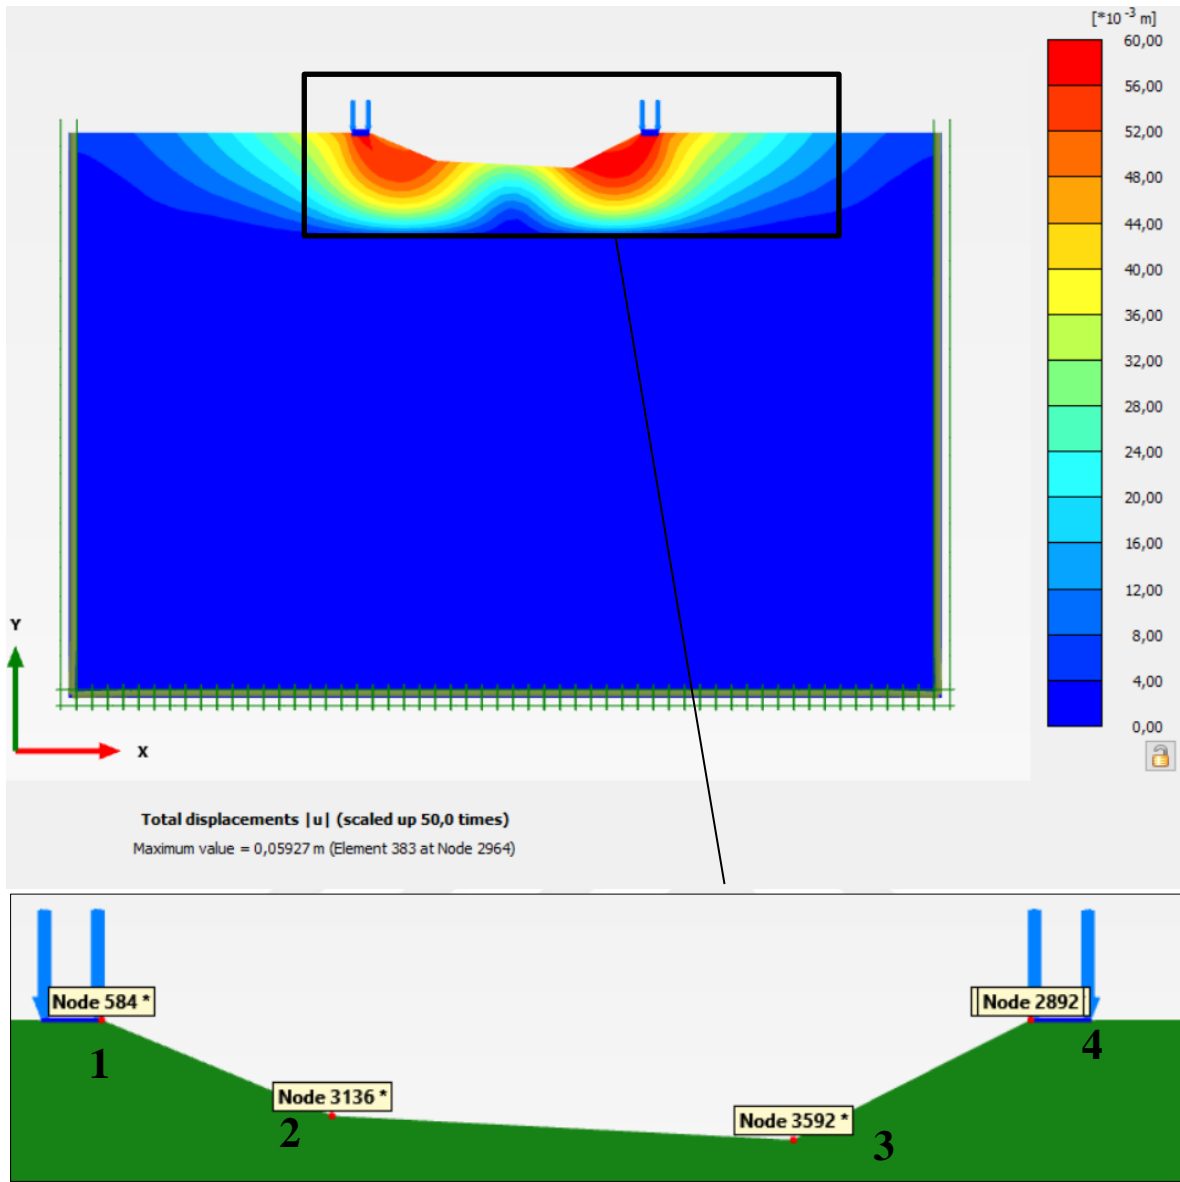 [*10 -3 m]
60,00
56,00
52,00
48,00
44,00
40,00
36,00
32,00
28,00
24,00
20,00
16,00
12,00
8,00
4,00
0,00
Y
X
Total displacements |u| (scaled up 50,0 times)
Maximum value = 0,05927 m (Element 383 at Node 2964)
Node 584 *
Node 2892
1
4
Node 3136 *
2
Node 3592 *
3